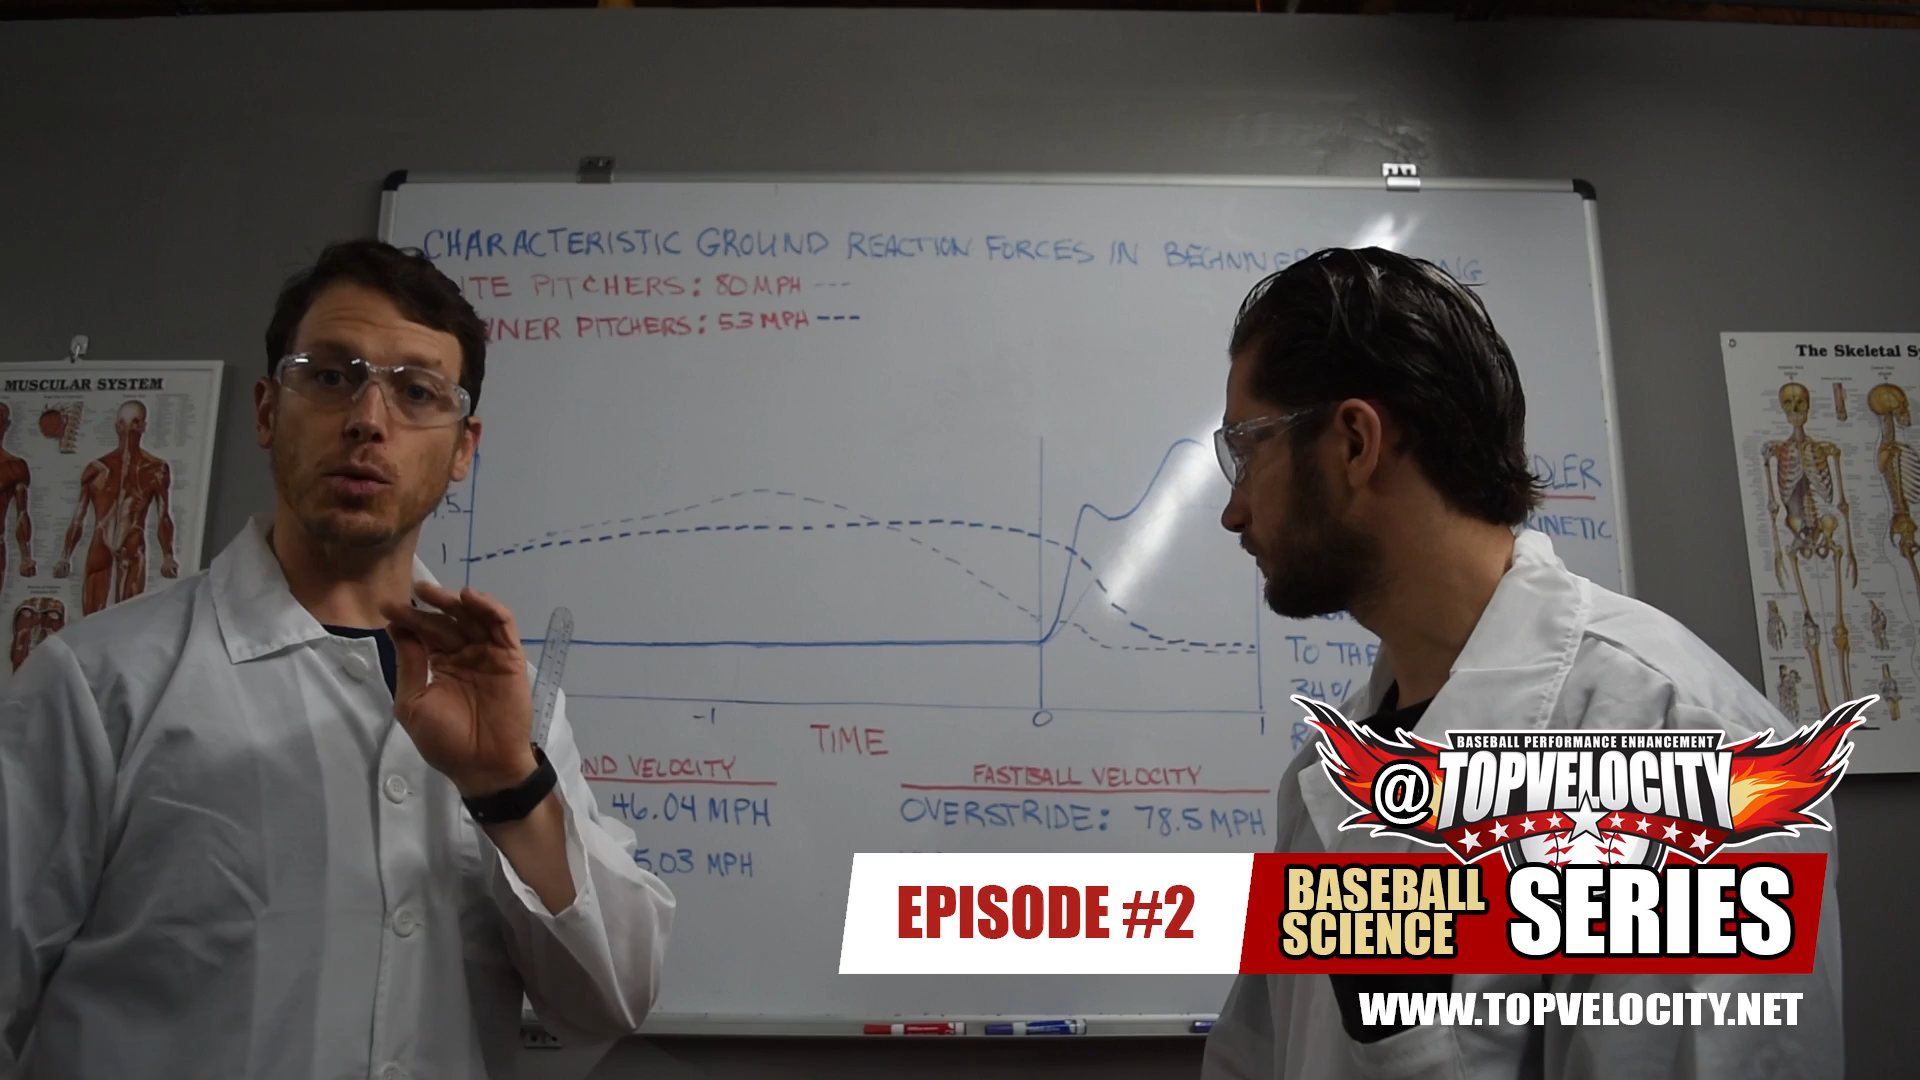 CHARACTERISTIC GROUND REACTION FORCES IN
PITCHERS: 80 MPH ---
PITCHERS: 53 MPH ---
MUSCULAR SYSTEM
The Skeletal
1
-1
0
1
TIME
TO THE
34%
KINETIC
VELOCITY
46.04 MPH
5.03 MPH
FASTBALL VELOCITY
OVERSTRIDE: 78.5 MPH
BASEBALL PERFORMANCE ENHANCEMENT
@TOPVELOCITY
EPISODE #2
BASEBALL SCIENCE SERIES
WWW.TOPVELOCITY.NET